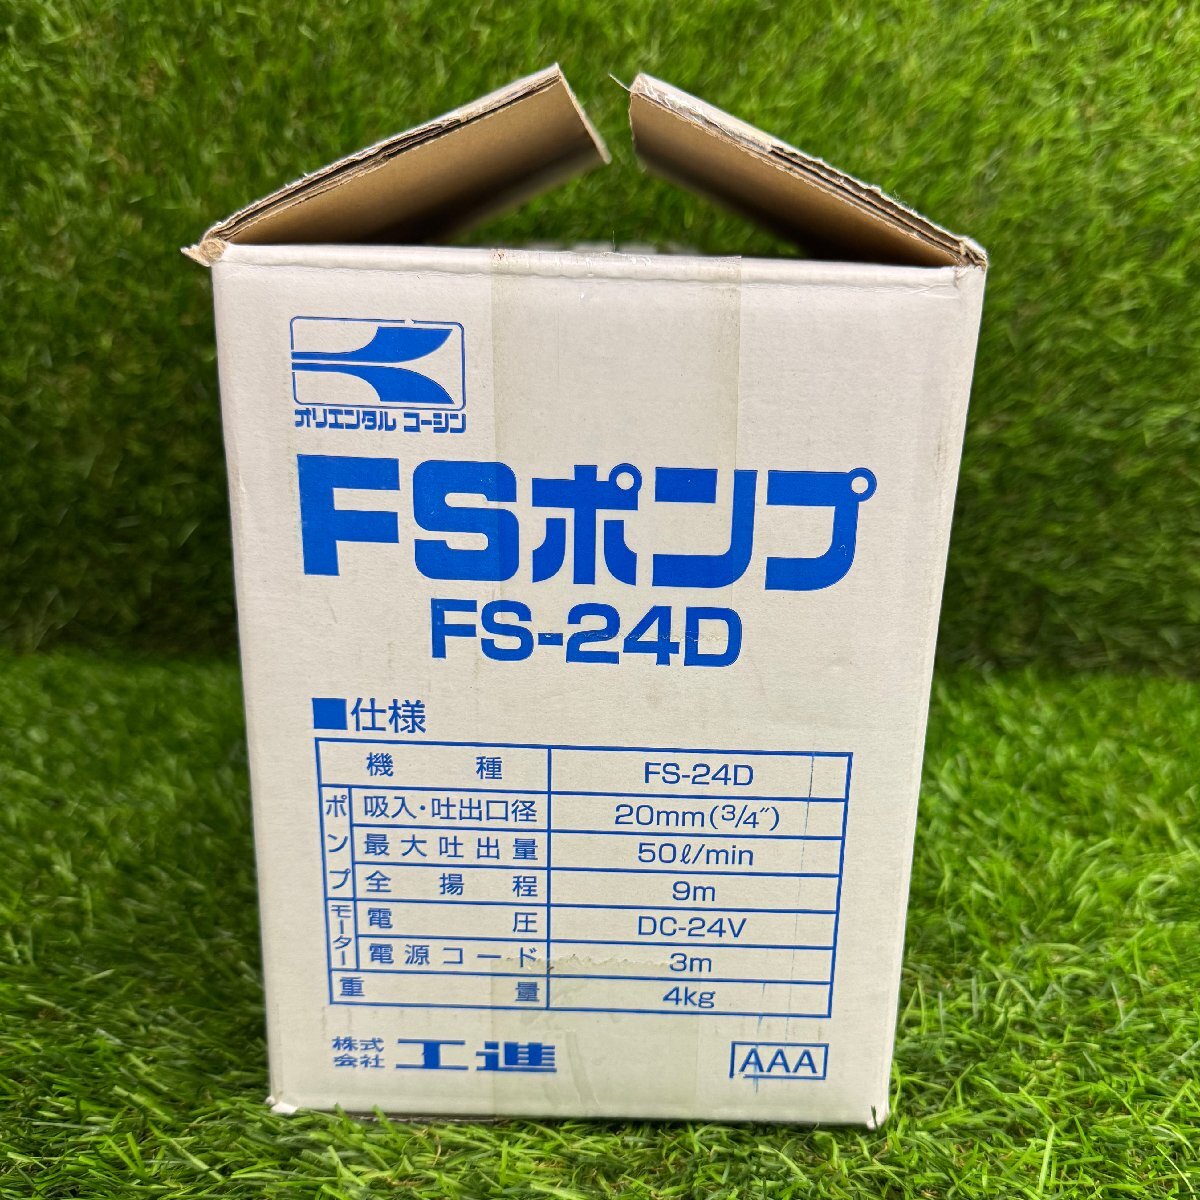 オリエンタル コーシン
FSポンプ
FS-24D
■仕様
機種 FS-24D
ポンプ 吸入・吐出口径 20mm(3/4″)
最大吐出量 50ℓ/min
全揚程 9m
モーター 電圧 DC-24V
電源コード 3m
重量 4kg
株式会社 工進
AAA